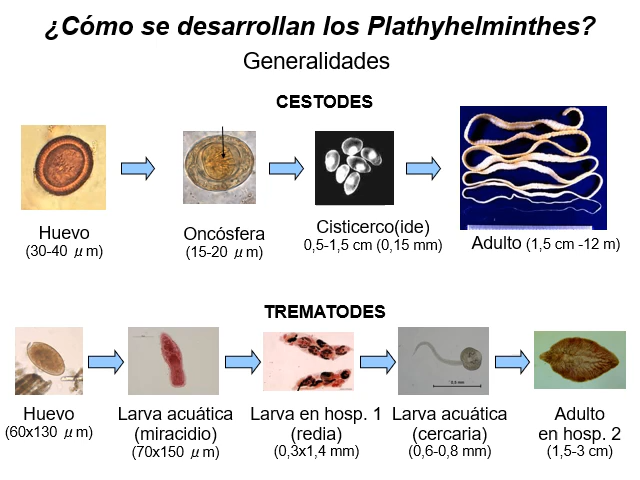 ¿Cómo se desarrollan los Plathyhelminthes?
Generalidades
CESTODES
Huevo
(30-40 μm)
Oncósfera
(15-20 μm)
Cisticerco(ide)
0,5-1,5 cm (0,15 mm)
Adulto (1,5 cm -12 m)
TREMATODES
Huevo
(60x130 μm)
Larva acuática
(miracidio)
(70x150 μm)
Larva en hosp. 1
(redia)
(0,3x1,4 mm)
0.5 mm
Larva acuática
(cercaria)
(0,6-0,8 mm)
Adulto
en hosp. 2
(1,5-3 cm)